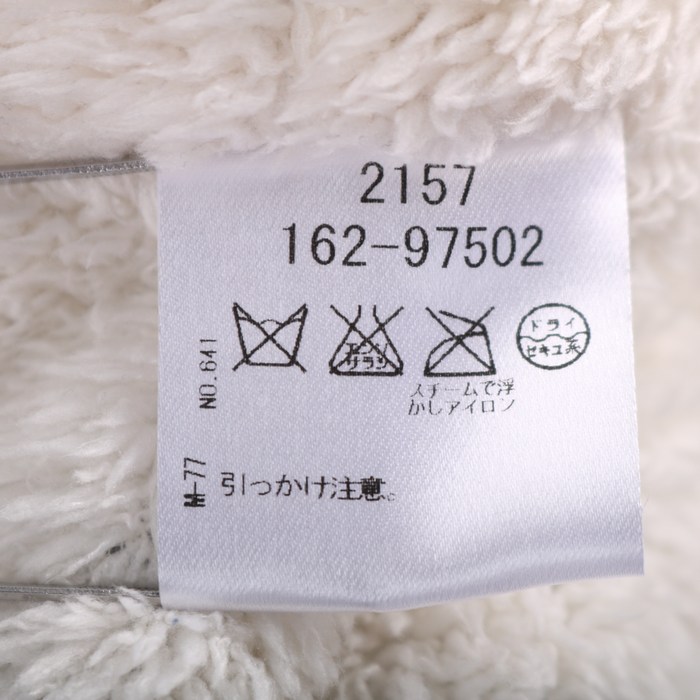 2157
162-97502
エンソ
サラシ
ドライ
セキユ系
スチームで浮
かしアイロン
NO.641
M-77
引っかけ注意。